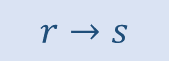 r → s